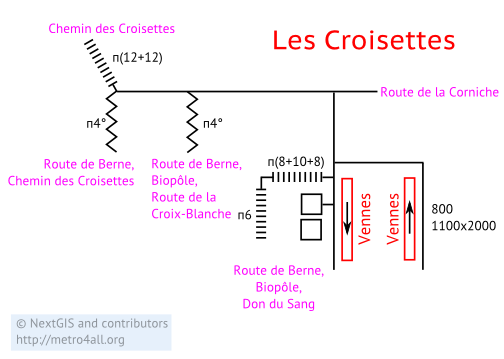 Chemin des Croisettes
Les Croisettes
п(12+12)
Route de la Corniche
п4°
п4°
Route de Berne,
Chemin des Croisettes
Route de Berne,
Biopôle,
Route de la
Croix-Blanche
п(8+10+8)
п6
Vennes
Vennes
800
1100x2000
Route de Berne,
Biopôle,
Don du Sang
© NextGIS and contributors
http://metro4all.org